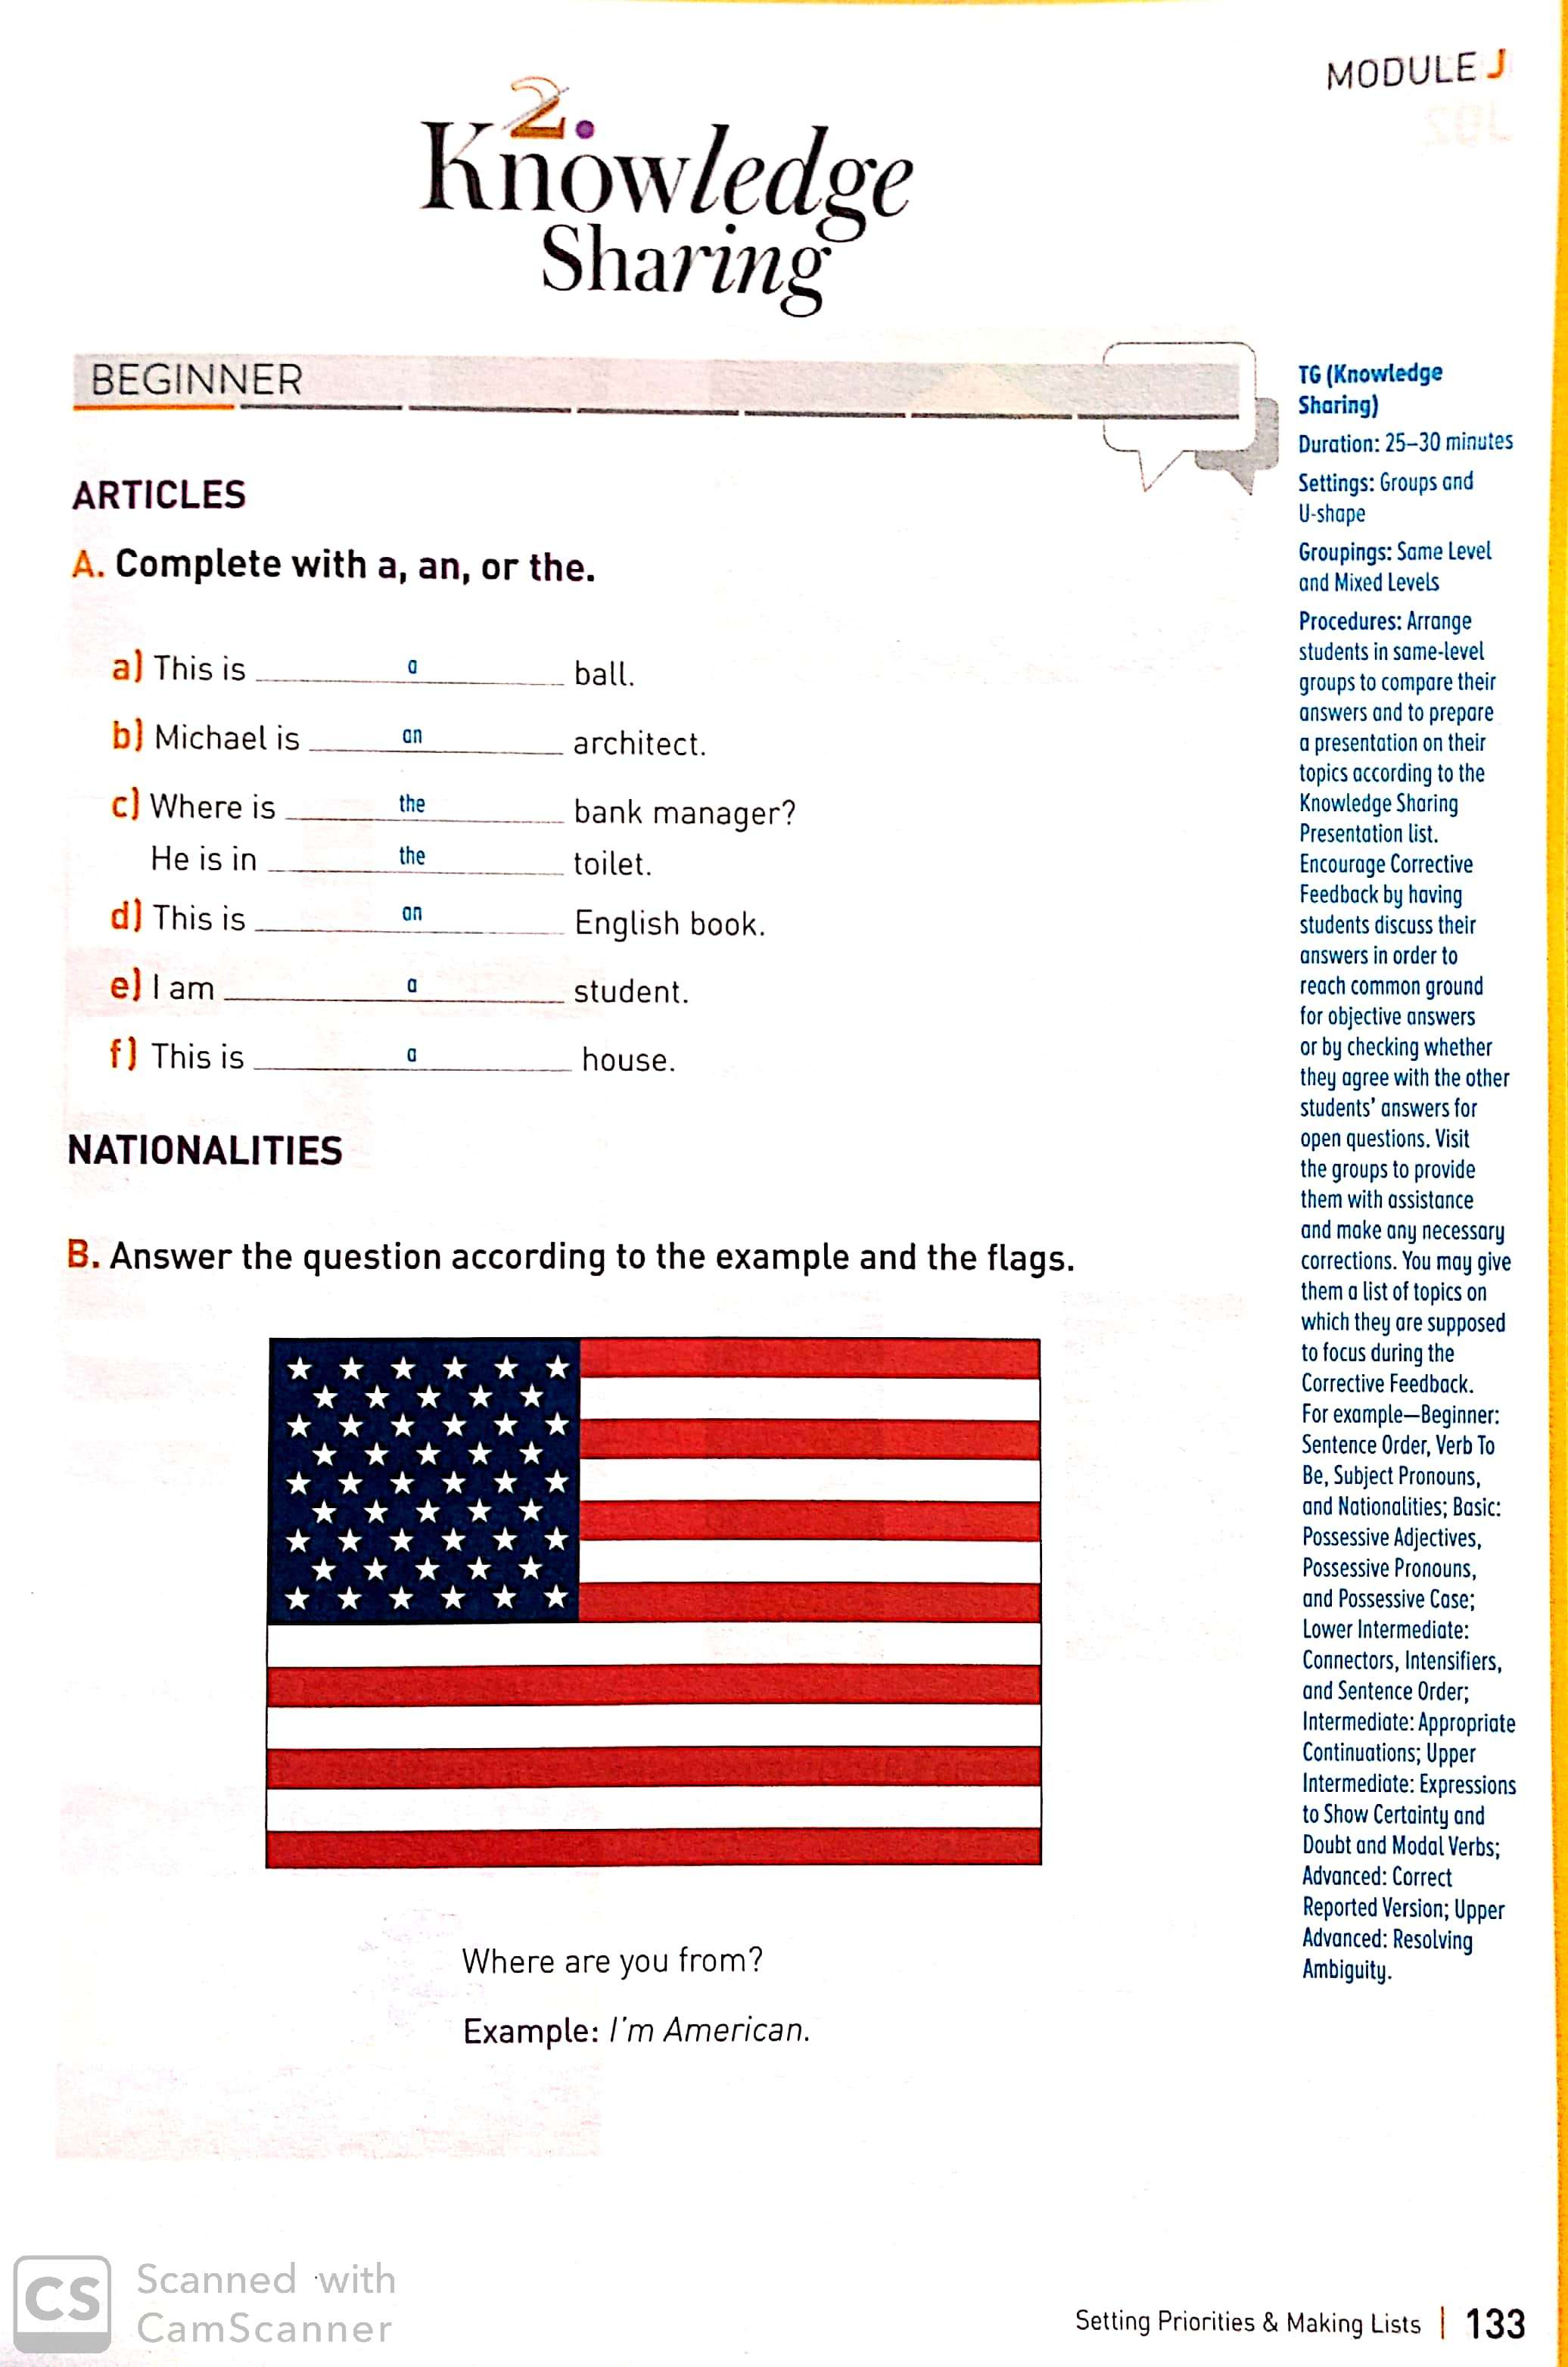 MODULE J
2.
Knowledge
Sharing
BEGINNER
ARTICLES
A. Complete with a, an, or the.
a) This is a ball.
b) Michael is an architect.
c) Where is the bank manager?
He is in the toilet.
d) This is an English book.
e) I am a student.
f) This is a house.
NATIONALITIES
B. Answer the question according to the example and the flags.
Where are you from?
Example: I'm American.
TG (Knowledge
Sharing)
Duration: 25–30 minutes
Settings: Groups and
U-shape
Groupings: Same Level
and Mixed Levels
Procedures: Arrange
students in same-level
groups to compare their
answers and to prepare
a presentation on their
topics according to the
Knowledge Sharing
Presentation list.
Encourage Corrective
Feedback by having
students discuss their
answers in order to
reach common ground
for objective answers
or by checking whether
they agree with the other
students' answers for
open questions. Visit
the groups to provide
them with assistance
and make any necessary
corrections. You may give
them a list of topics on
which they are supposed
to focus during the
Corrective Feedback.
For example—Beginner:
Sentence Order, Verb To
Be, Subject Pronouns,
and Nationalities; Basic:
Possessive Adjectives,
Possessive Pronouns,
and Possessive Case;
Lower Intermediate:
Connectors, Intensifiers,
and Sentence Order;
Intermediate: Appropriate
Continuations; Upper
Intermediate: Expressions
to Show Certainty and
Doubt and Modal Verbs;
Advanced: Correct
Reported Version; Upper
Advanced: Resolving
Ambiguity.
CS
Scanned with
CamScanner
Setting Priorities & Making Lists | 133